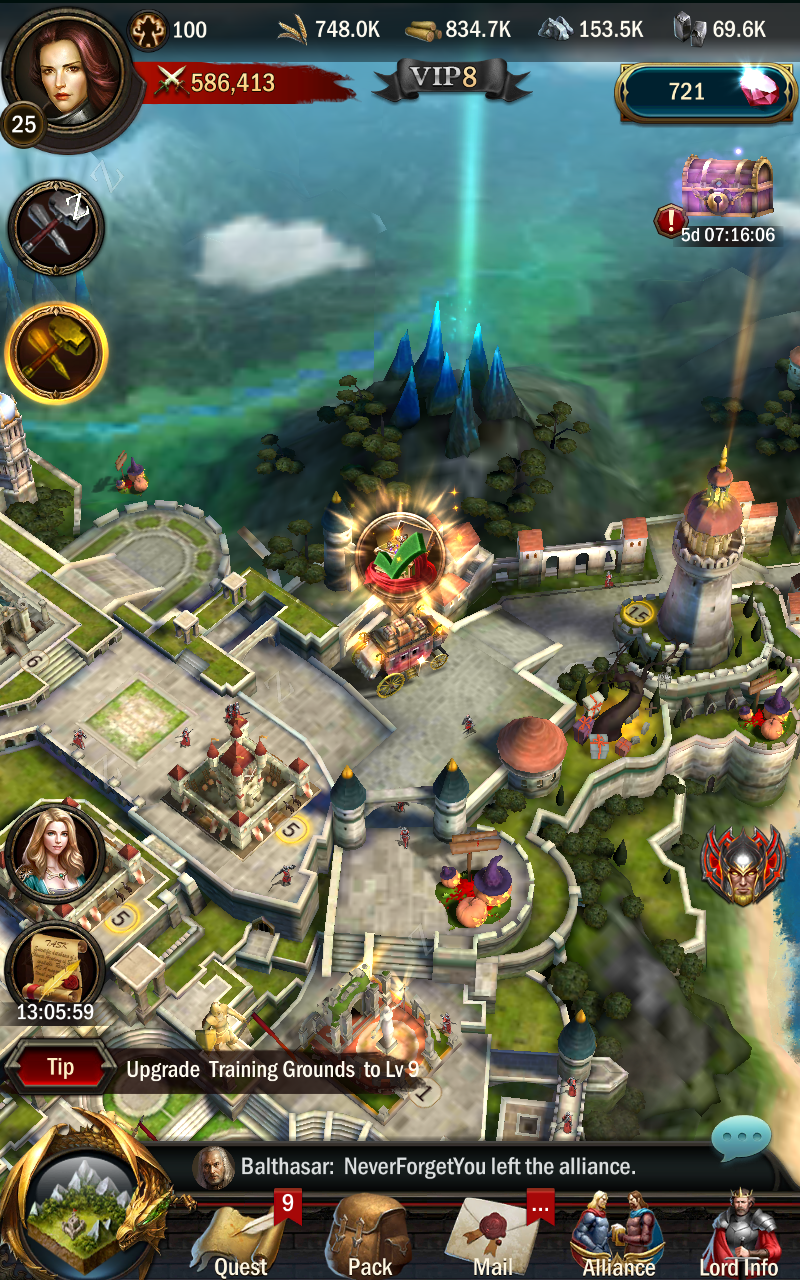 100
748.0K
834.7K
153.5K
69.6K
586,413
VIP8
721
25
5d 07:16:06
15
6
5
5
TASK
13:05:59
Tip
Upgrade Training Grounds to Lv 9
1
Balthasar: NeverForgetYou left the alliance.
9
...
Quest
Pack
Mail
Alliance
Lord Info